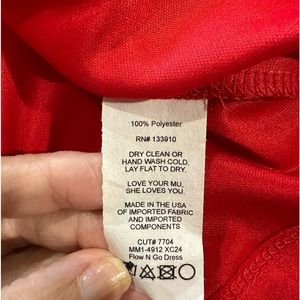 100% Polyester
RN# 133910
DRY CLEAN OR
HAND WASH COLD.
LAY FLAT TO DRY.
LOVE YOUR MU.
SHE LOVES YOU.
MADE IN THE USA
OF IMPORTED FABRIC
AND IMPORTED
COMPONENTS
CUT# 7704
MM1-4912 XC24
Flow N Go Dress